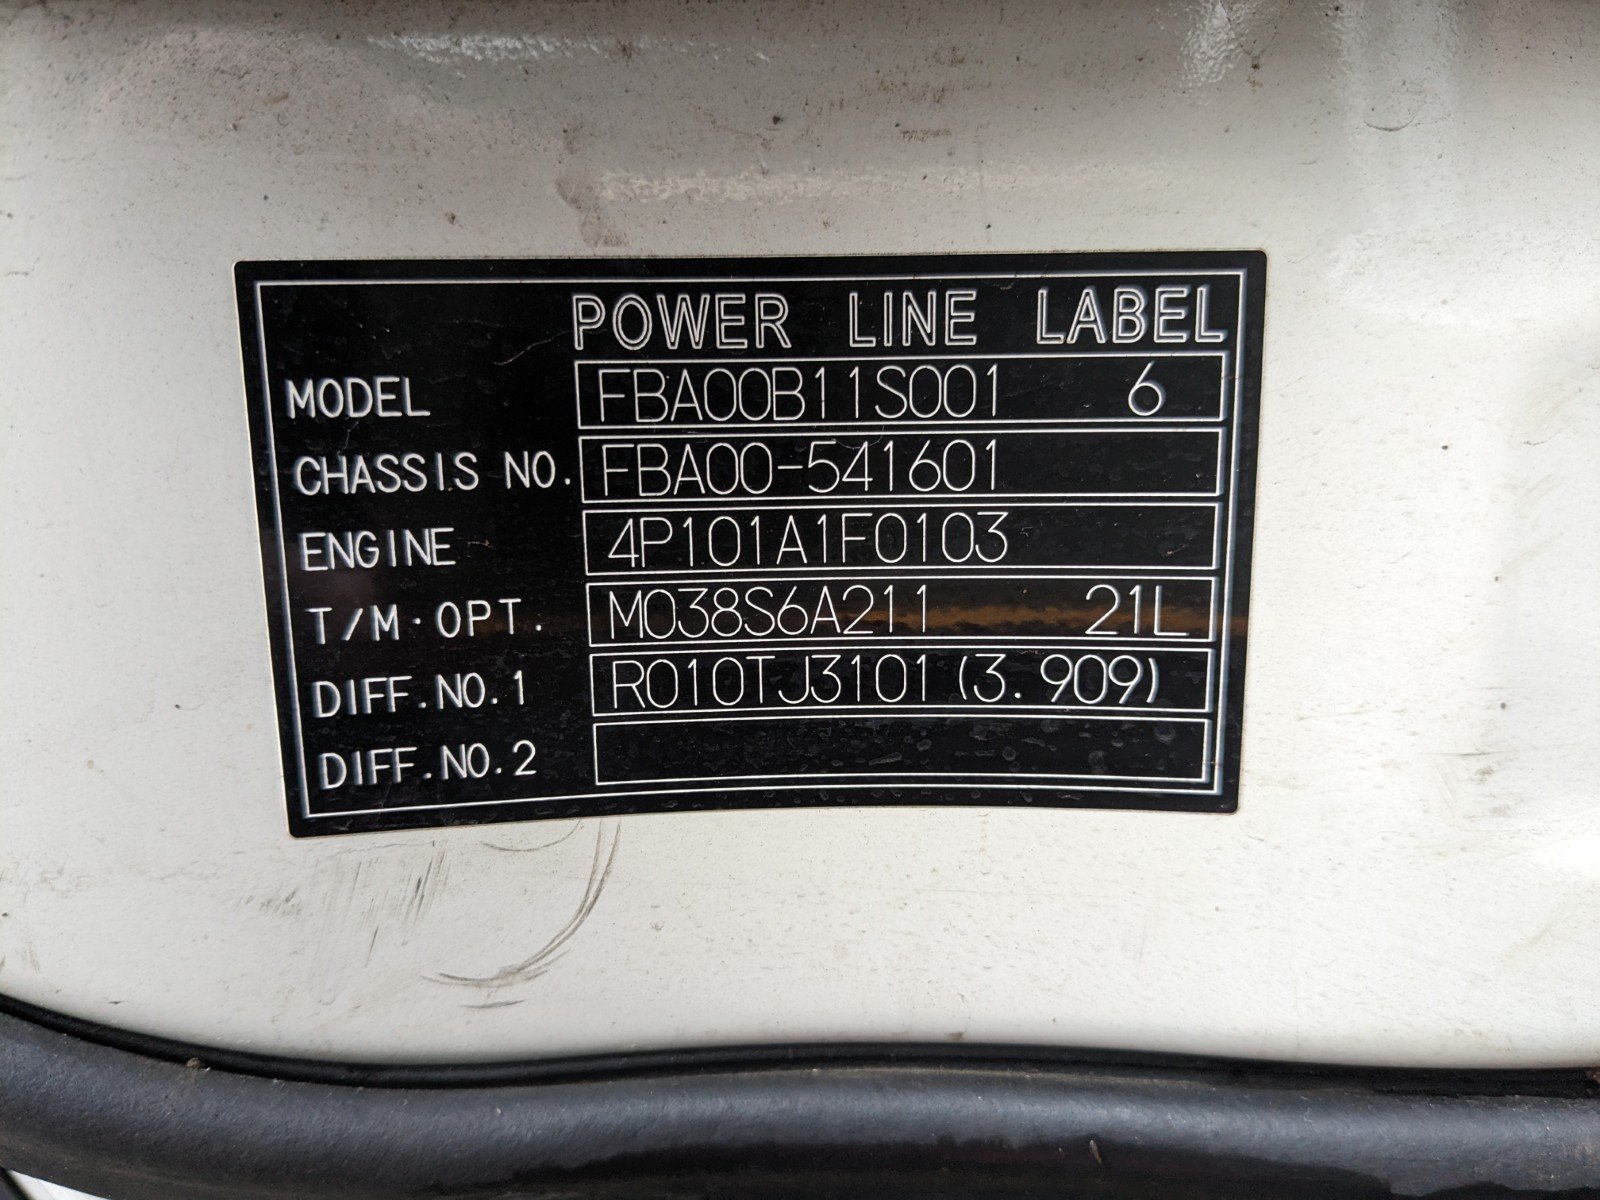 POWER LINE LABEL
MODEL FBA00B11S001 6
CHASSIS NO. FBA00-541601
ENGINE 4P101A1F0103
T/M·OPT. M038S6A211 21L
DIFF.NO.1 R010TJ3101(3.909)
DIFF.NO.2